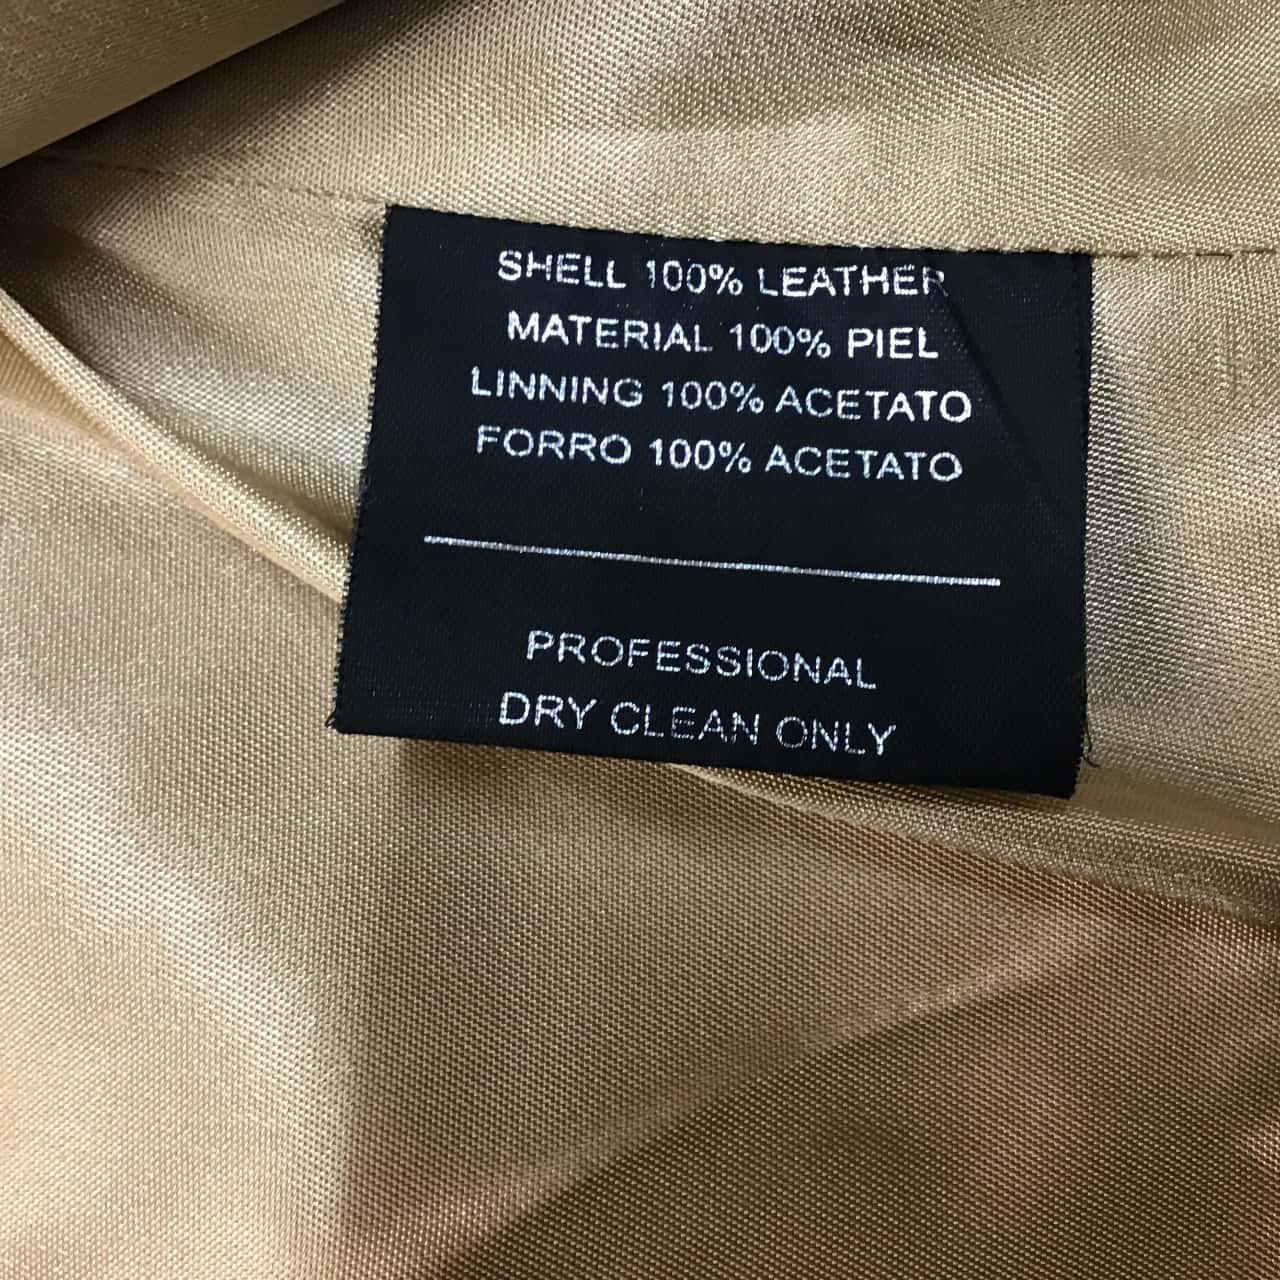 SHELL 100% LEATHER
MATERIAL 100% PIEL
LINNING 100% ACETATO
FORRO 100% ACETATO
PROFESSIONAL
DRY CLEAN ONLY